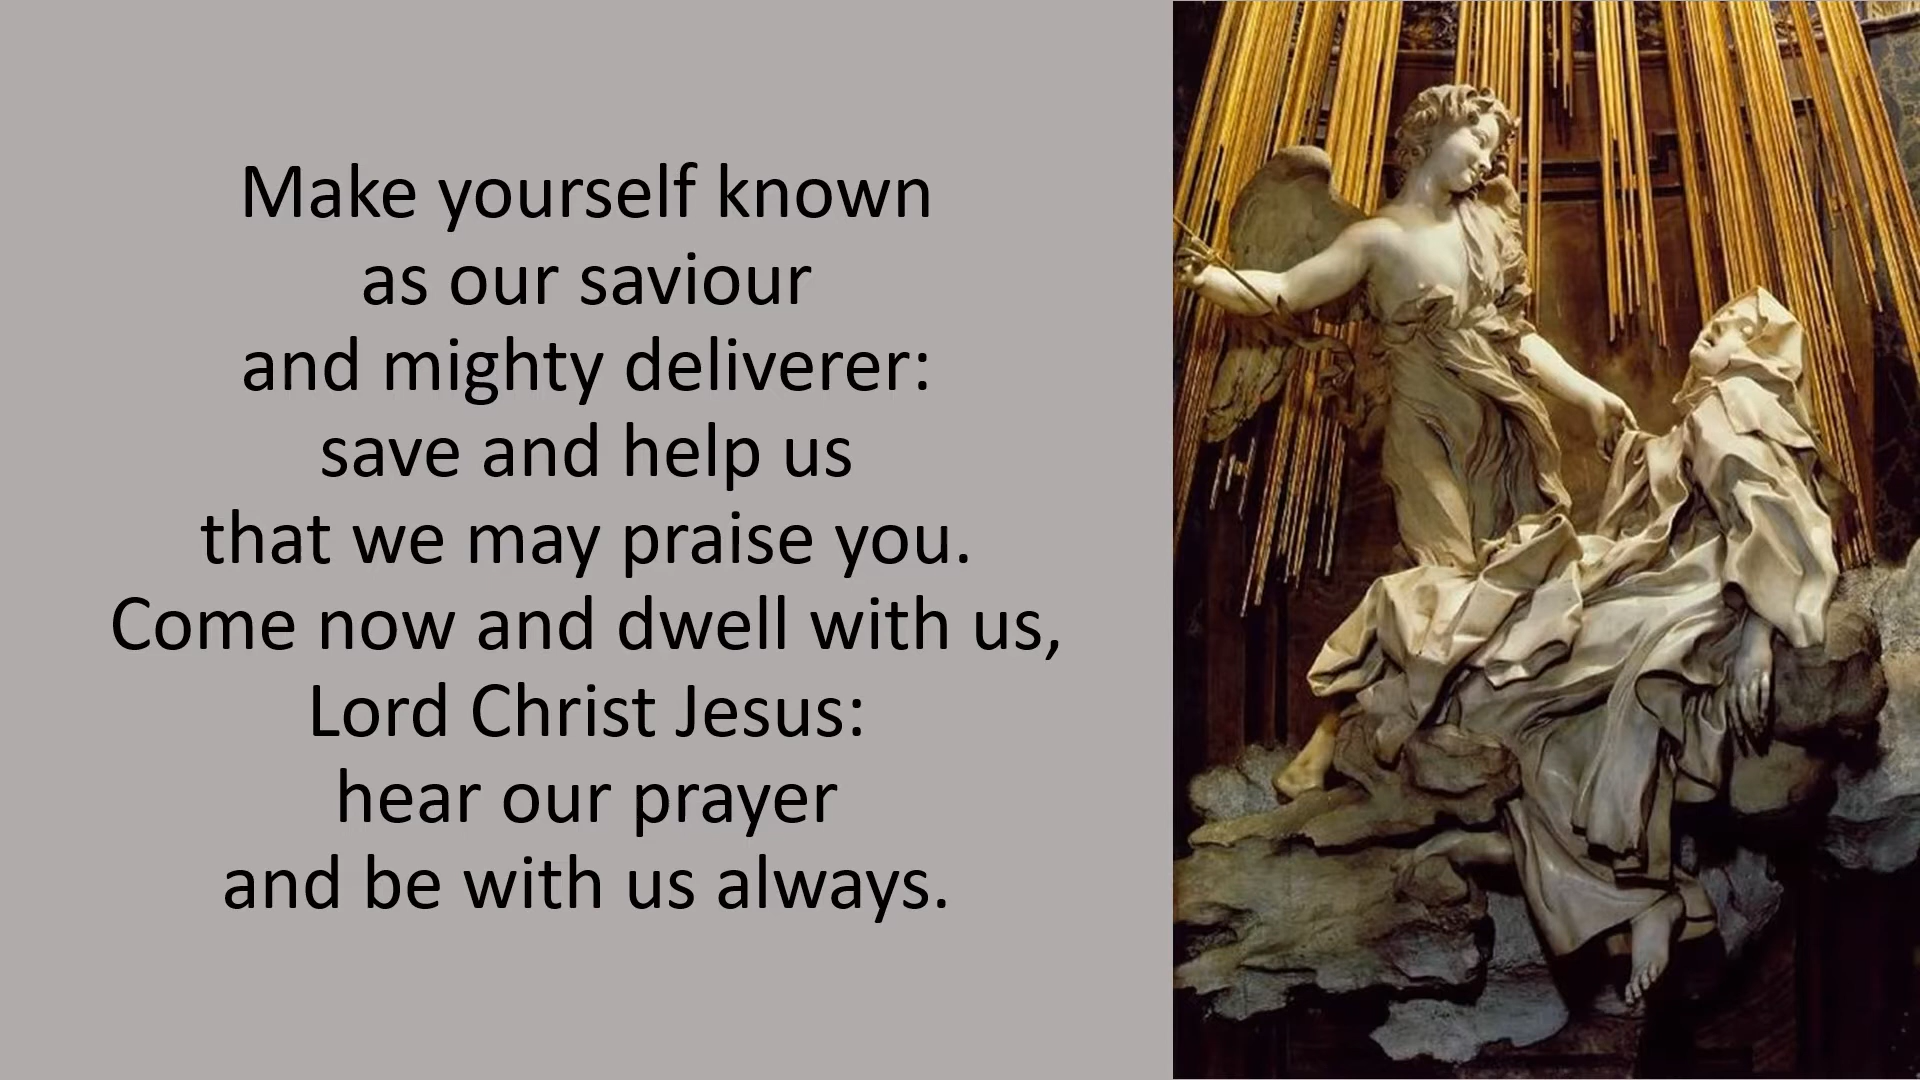 Make yourself known
as our saviour
and mighty deliverer:
save and help us
that we may praise you.
Come now and dwell with us,
Lord Christ Jesus:
hear our prayer
and be with us always.